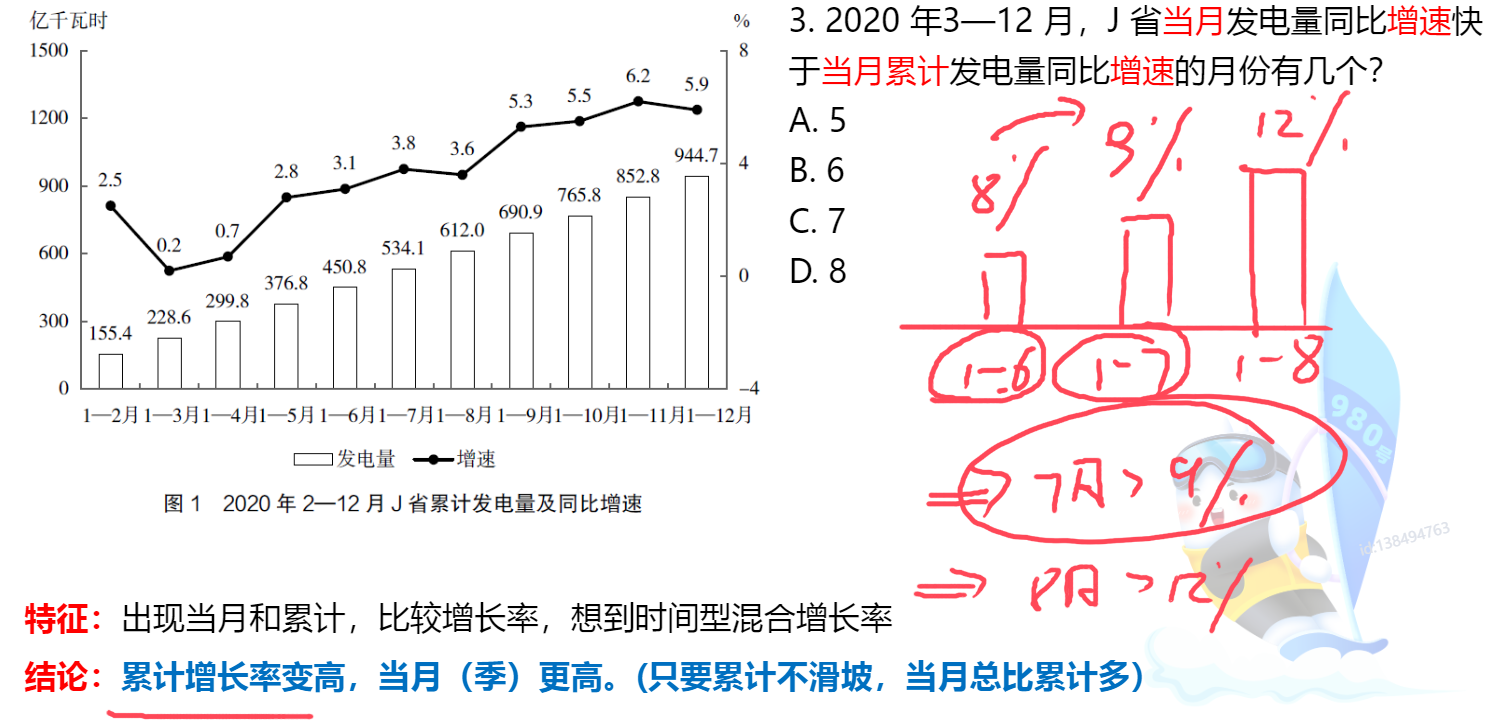 亿千瓦时
%
1500
1200
900
600
300
0
8
4
0
−4
2.5
0.2
0.7
2.8
3.1
3.8
3.6
5.3
5.5
6.2
5.9
155.4
228.6
299.8
376.8
450.8
534.1
612.0
690.9
765.8
852.8
944.7
1—2月 1—3月 1—4月 1—5月 1—6月 1—7月 1—8月 1—9月 1—10月 1—11月 1—12月
发电量 增速
图 1 2020 年 2—12 月 J 省累计发电量及同比增速
3. 2020 年3—12 月，J 省当月发电量同比增速快
于当月累计发电量同比增速的月份有几个？
A. 5
B. 6
C. 7
D. 8
8% 9% 12%
1-6 1-7 1-8
⇒ 7月 > 9%
⇒ 8月 > 12%
980号
id:138494763
特征：出现当月和累计，比较增长率，想到时间型混合增长率
结论：累计增长率变高，当月（季）更高。(只要累计不滑坡，当月总比累计多）